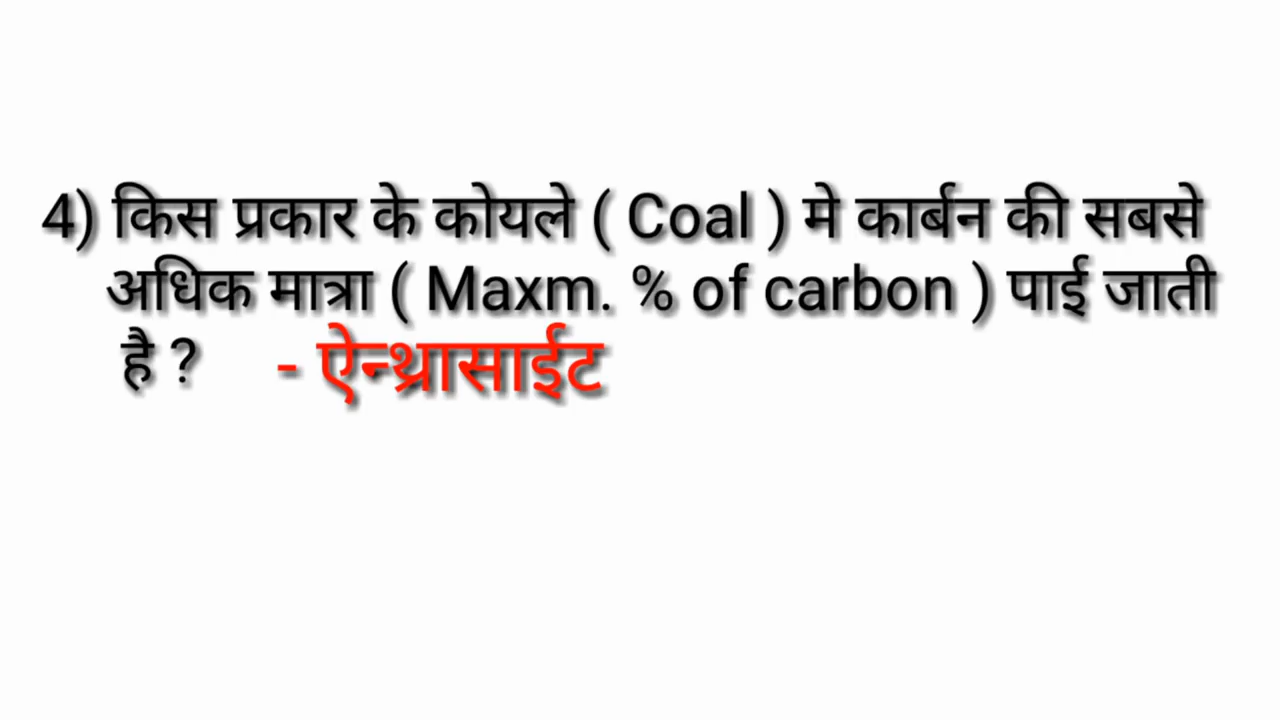 4) किस प्रकार के कोयले ( Coal ) मे कार्बन की सबसे
अधिक मात्रा ( Maxm. % of carbon ) पाई जाती
है ? - ऐन्थ्रासाईट